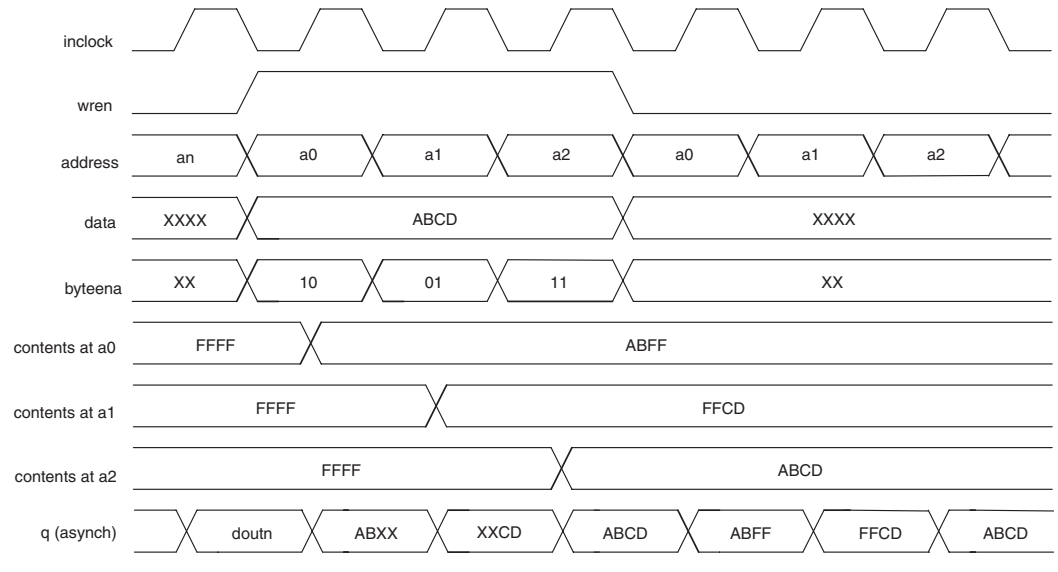 inclock
wren
address an a0 a1 a2 a0 a1 a2
data XXXX ABCD XXXX
byteena XX 10 01 11 XX
contents at a0 FFFF ABFF
contents at a1 FFFF FFCD
contents at a2 FFFF ABCD
q (asynch) doutn ABXX XXCD ABCD ABFF FFCD ABCD